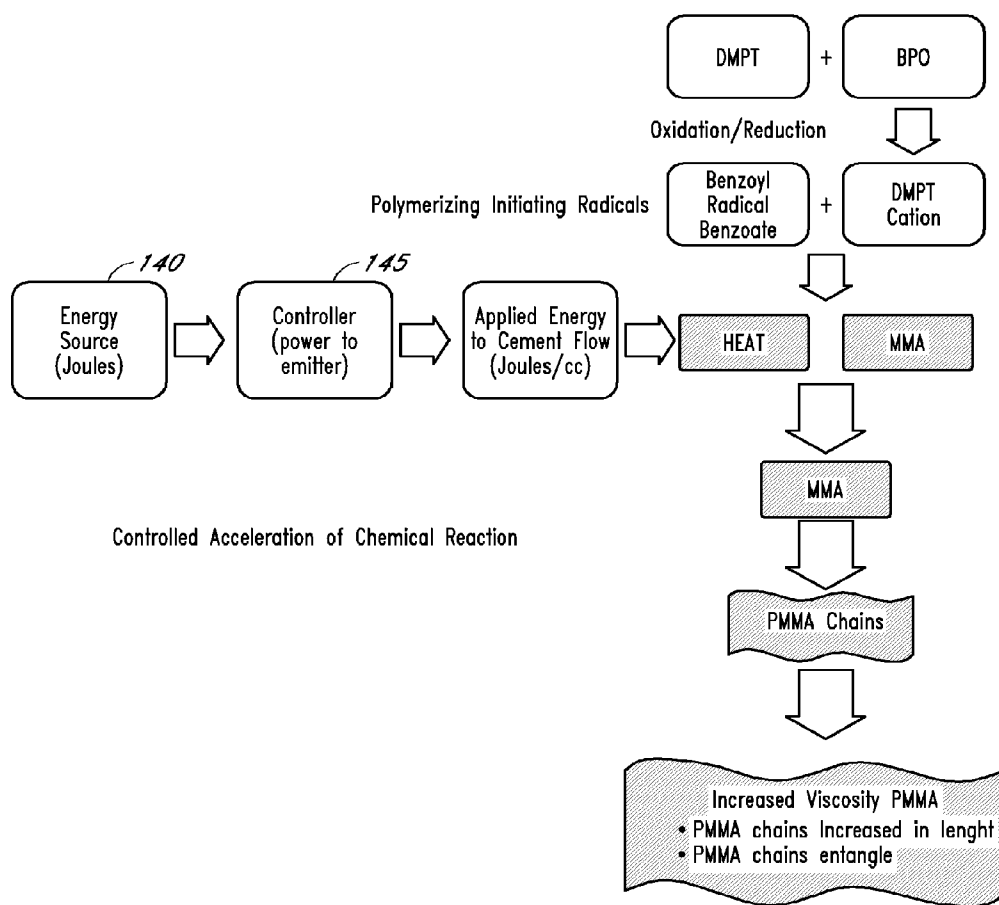 DMPT + BPO
Oxidation/Reduction
Polymerizing Initiating Radicals
Benzoyl
Radical
Benzoate
+
DMPT
Cation
140
145
Energy
Source
(Joules)
Controller
(power to
emitter)
Applied Energy
to Cement Flow
(Joules/cc)
HEAT
MMA
MMA
Controlled Acceleration of Chemical Reaction
PMMA Chains
Increased Viscosity PMMA
• PMMA chains Increased in lenght
• PMMA chains entangle